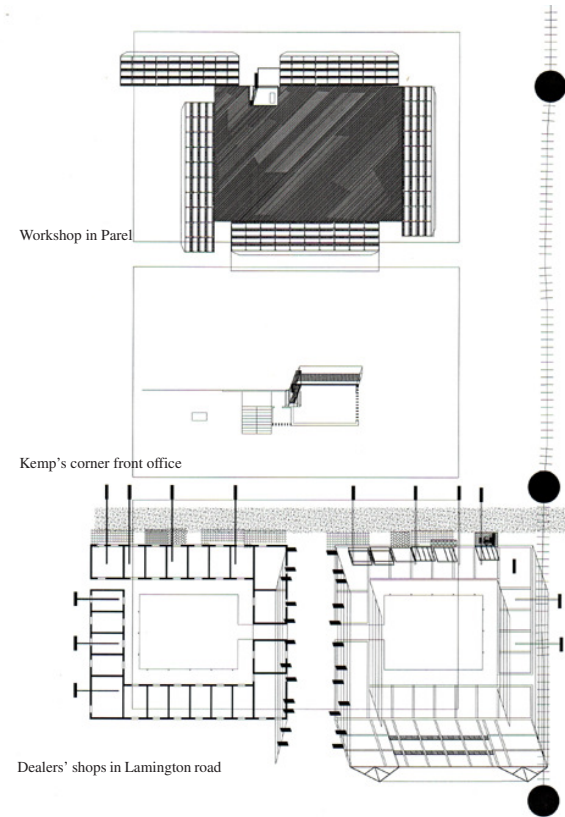 Workshop in Parel
Kemp's corner front office
Dealers' shops in Lamington road